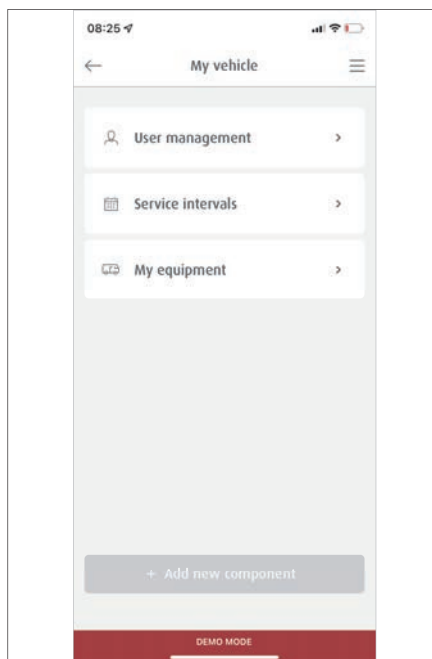 08:25
My vehicle
User management
Service intervals
My equipment
+ Add new component
DEMO MODE